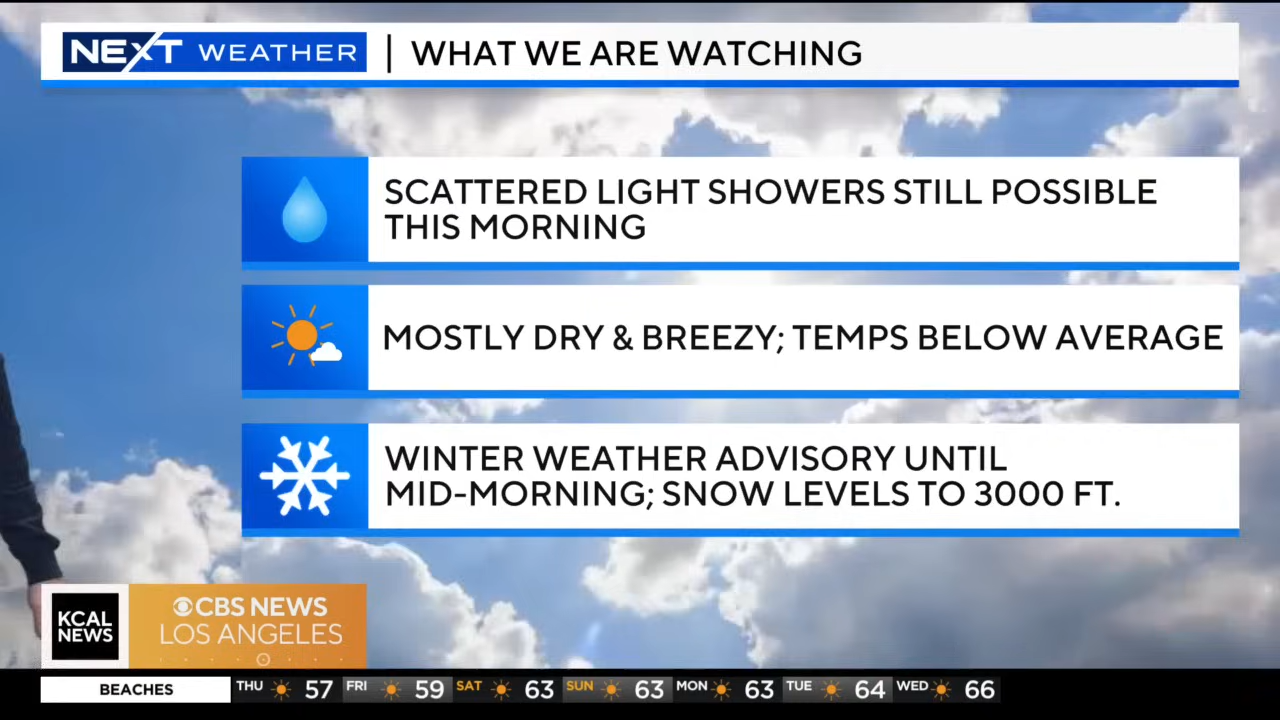 NEXT WEATHER | WHAT WE ARE WATCHING
SCATTERED LIGHT SHOWERS STILL POSSIBLE
THIS MORNING
MOSTLY DRY & BREEZY; TEMPS BELOW AVERAGE
WINTER WEATHER ADVISORY UNTIL
MID-MORNING; SNOW LEVELS TO 3000 FT.
KCAL
NEWS
CBS NEWS
LOS ANGELES
BEACHES THU 57 FRI 59 SAT 63 SUN 63 MON 63 TUE 64 WED 66